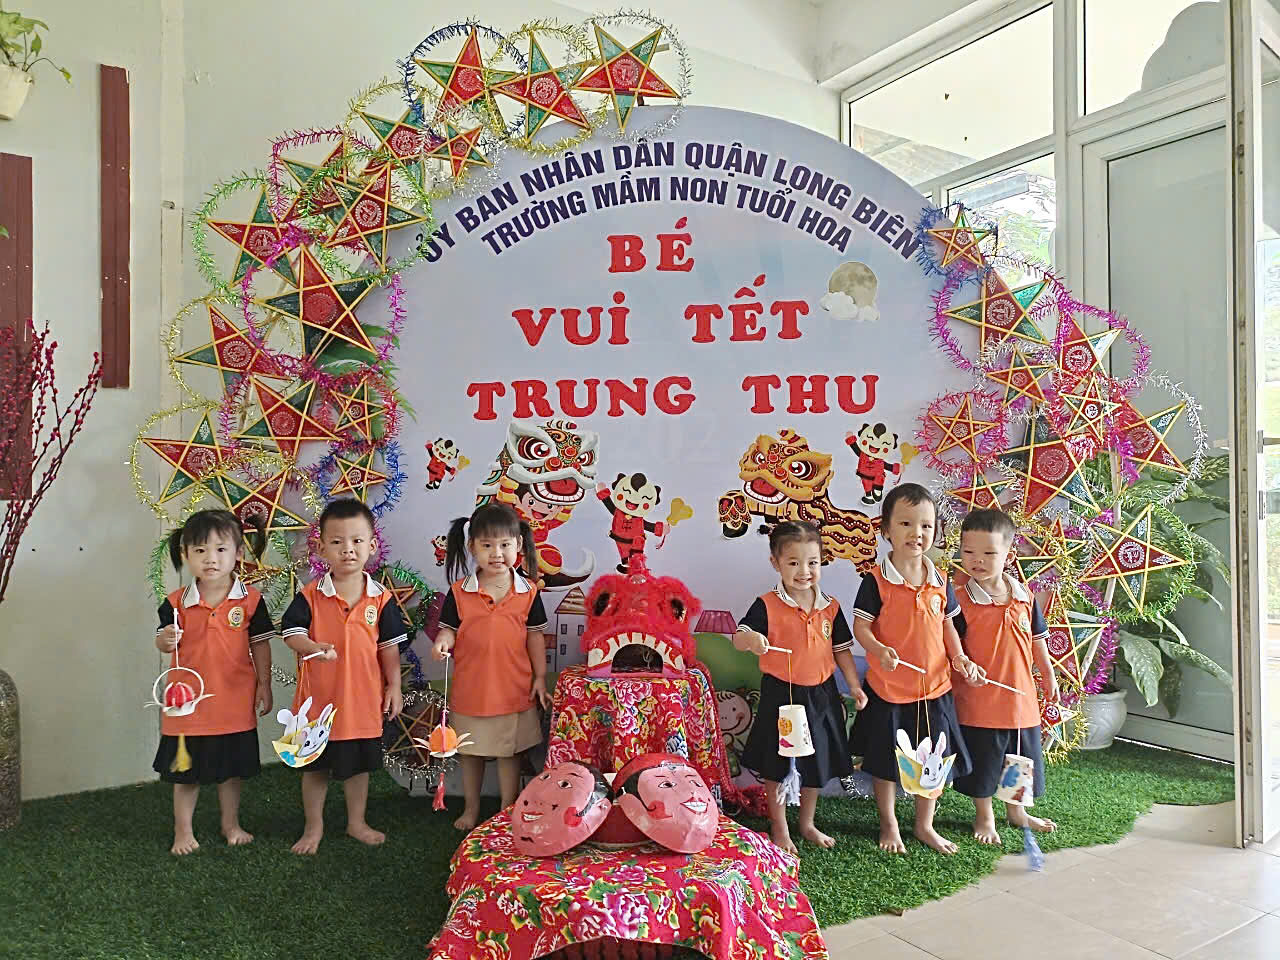 ỦY BAN NHÂN DÂN QUẬN LONG BIÊN
TRƯỜNG MẦM NON TUỔI HOA
BÉ
VUI TẾT
TRUNG THU